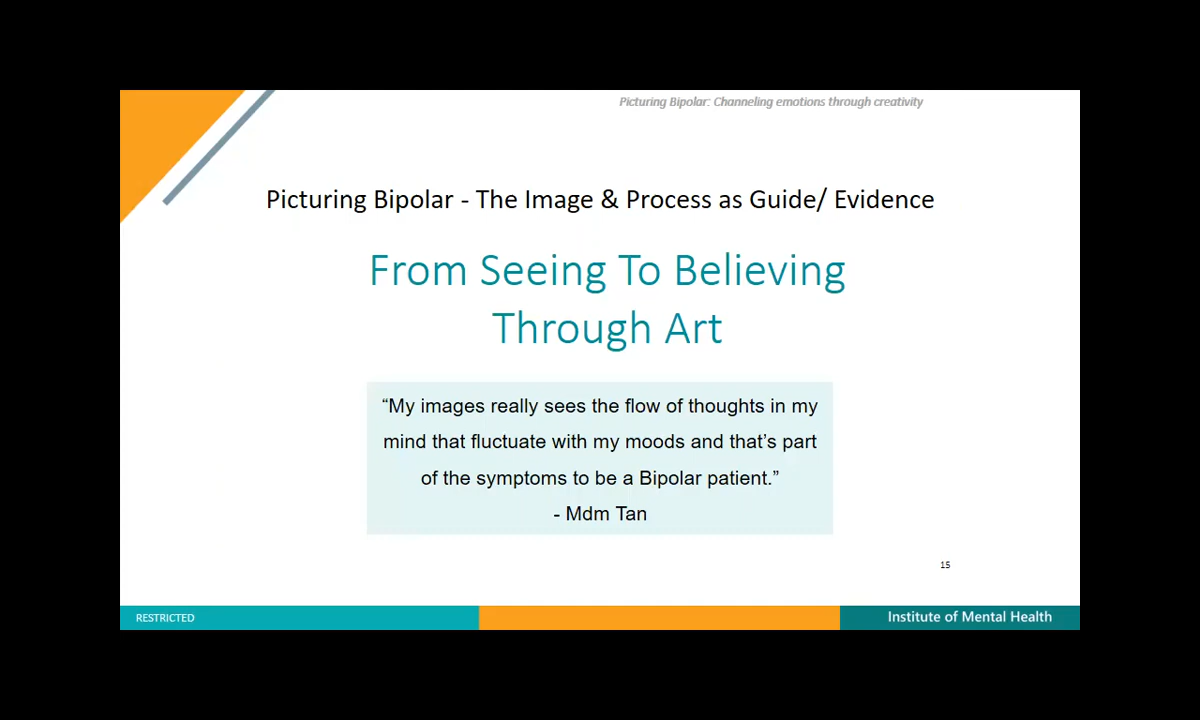 Picturing Bipolar: Channeling emotions through creativity
Picturing Bipolar - The Image & Process as Guide/ Evidence
From Seeing To Believing
Through Art
“My images really sees the flow of thoughts in my
mind that fluctuate with my moods and that’s part
of the symptoms to be a Bipolar patient.”
- Mdm Tan
15
RESTRICTED
Institute of Mental Health